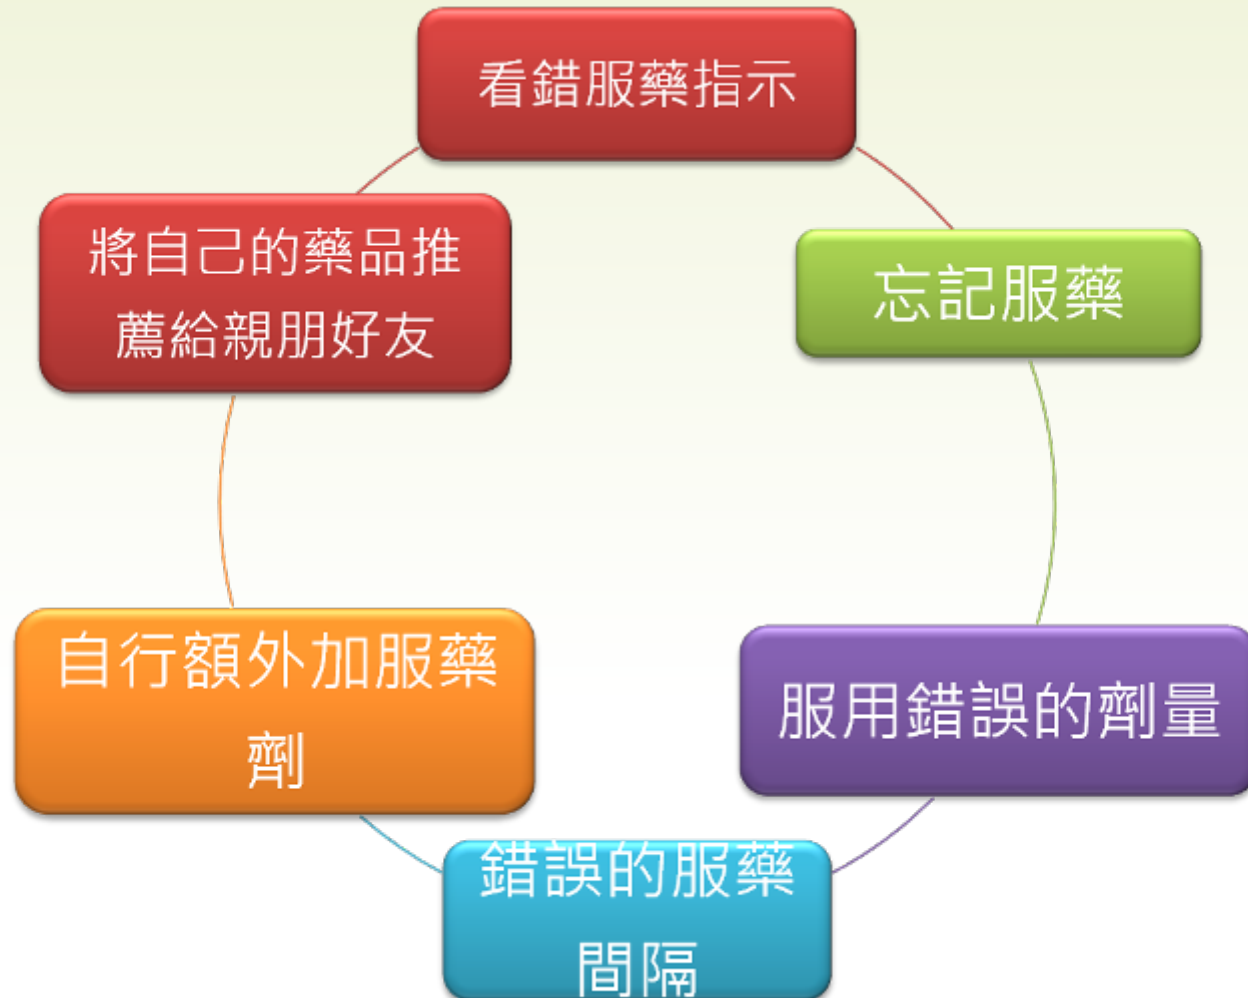 看錯服藥指示
忘記服藥
服用錯誤的劑量
錯誤的服藥
間隔
自行額外加服藥
劑
將自己的藥品推
薦給親朋好友